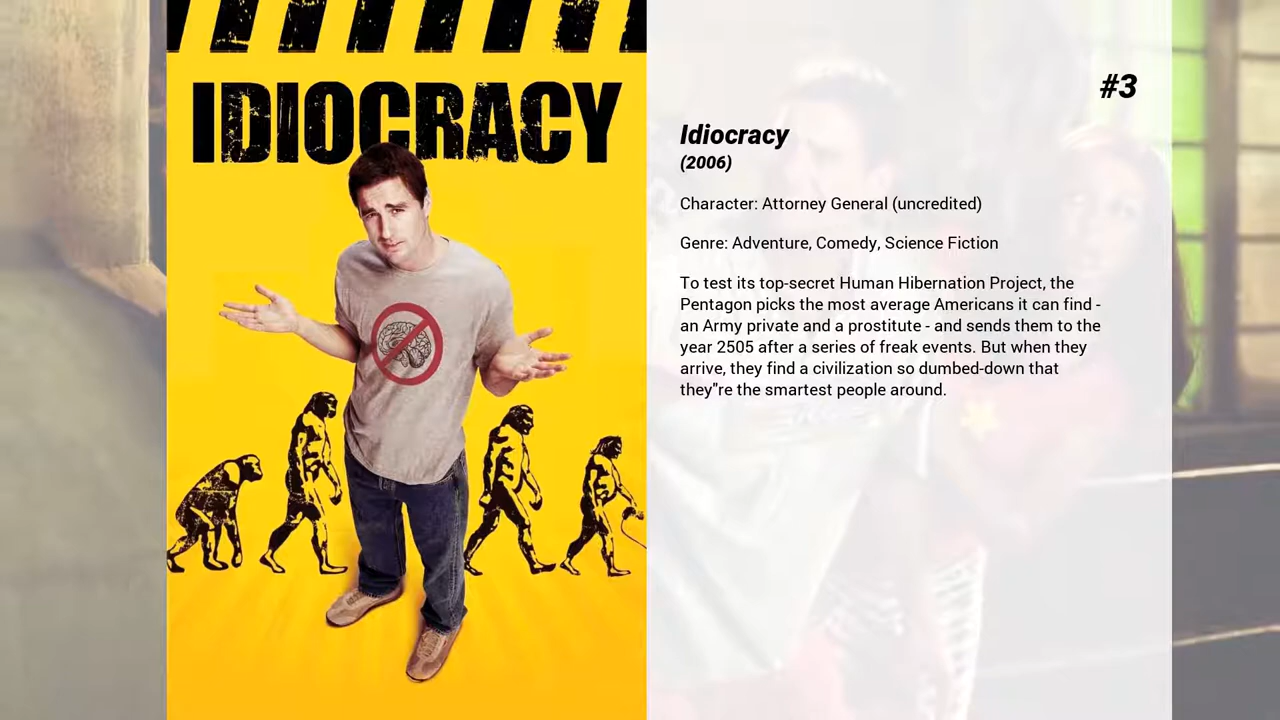 IDIOCRACY
#3
Idiocracy
(2006)
Character: Attorney General (uncredited)
Genre: Adventure, Comedy, Science Fiction
To test its top-secret Human Hibernation Project, the
Pentagon picks the most average Americans it can find -
an Army private and a prostitute - and sends them to the
year 2505 after a series of freak events. But when they
arrive, they find a civilization so dumbed-down that
they"re the smartest people around.